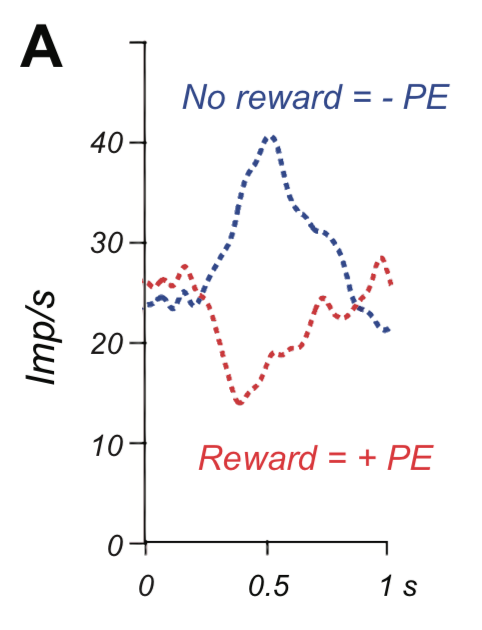 A
No reward = - PE
40
30
Imp/s
20
10
Reward = + PE
0
0 0.5 1 s